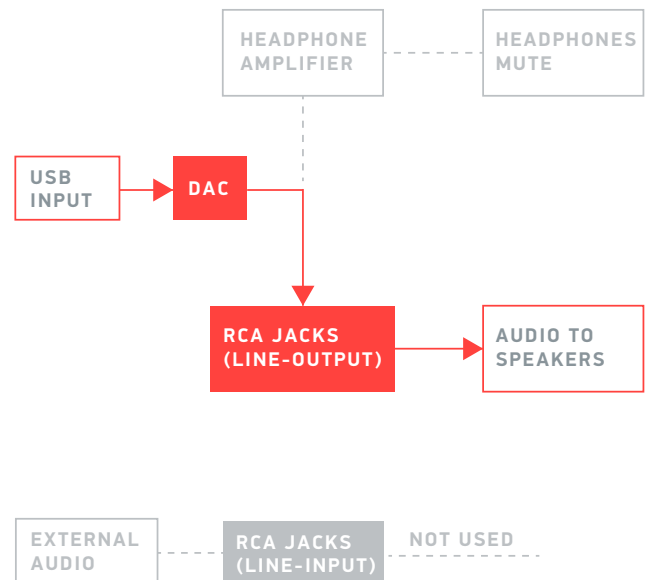 HEADPHONE
AMPLIFIER
HEADPHONES
MUTE
USB
INPUT
DAC
RCA JACKS
(LINE-OUTPUT)
AUDIO TO
SPEAKERS
EXTERNAL
AUDIO
RCA JACKS
(LINE-INPUT)
NOT USED